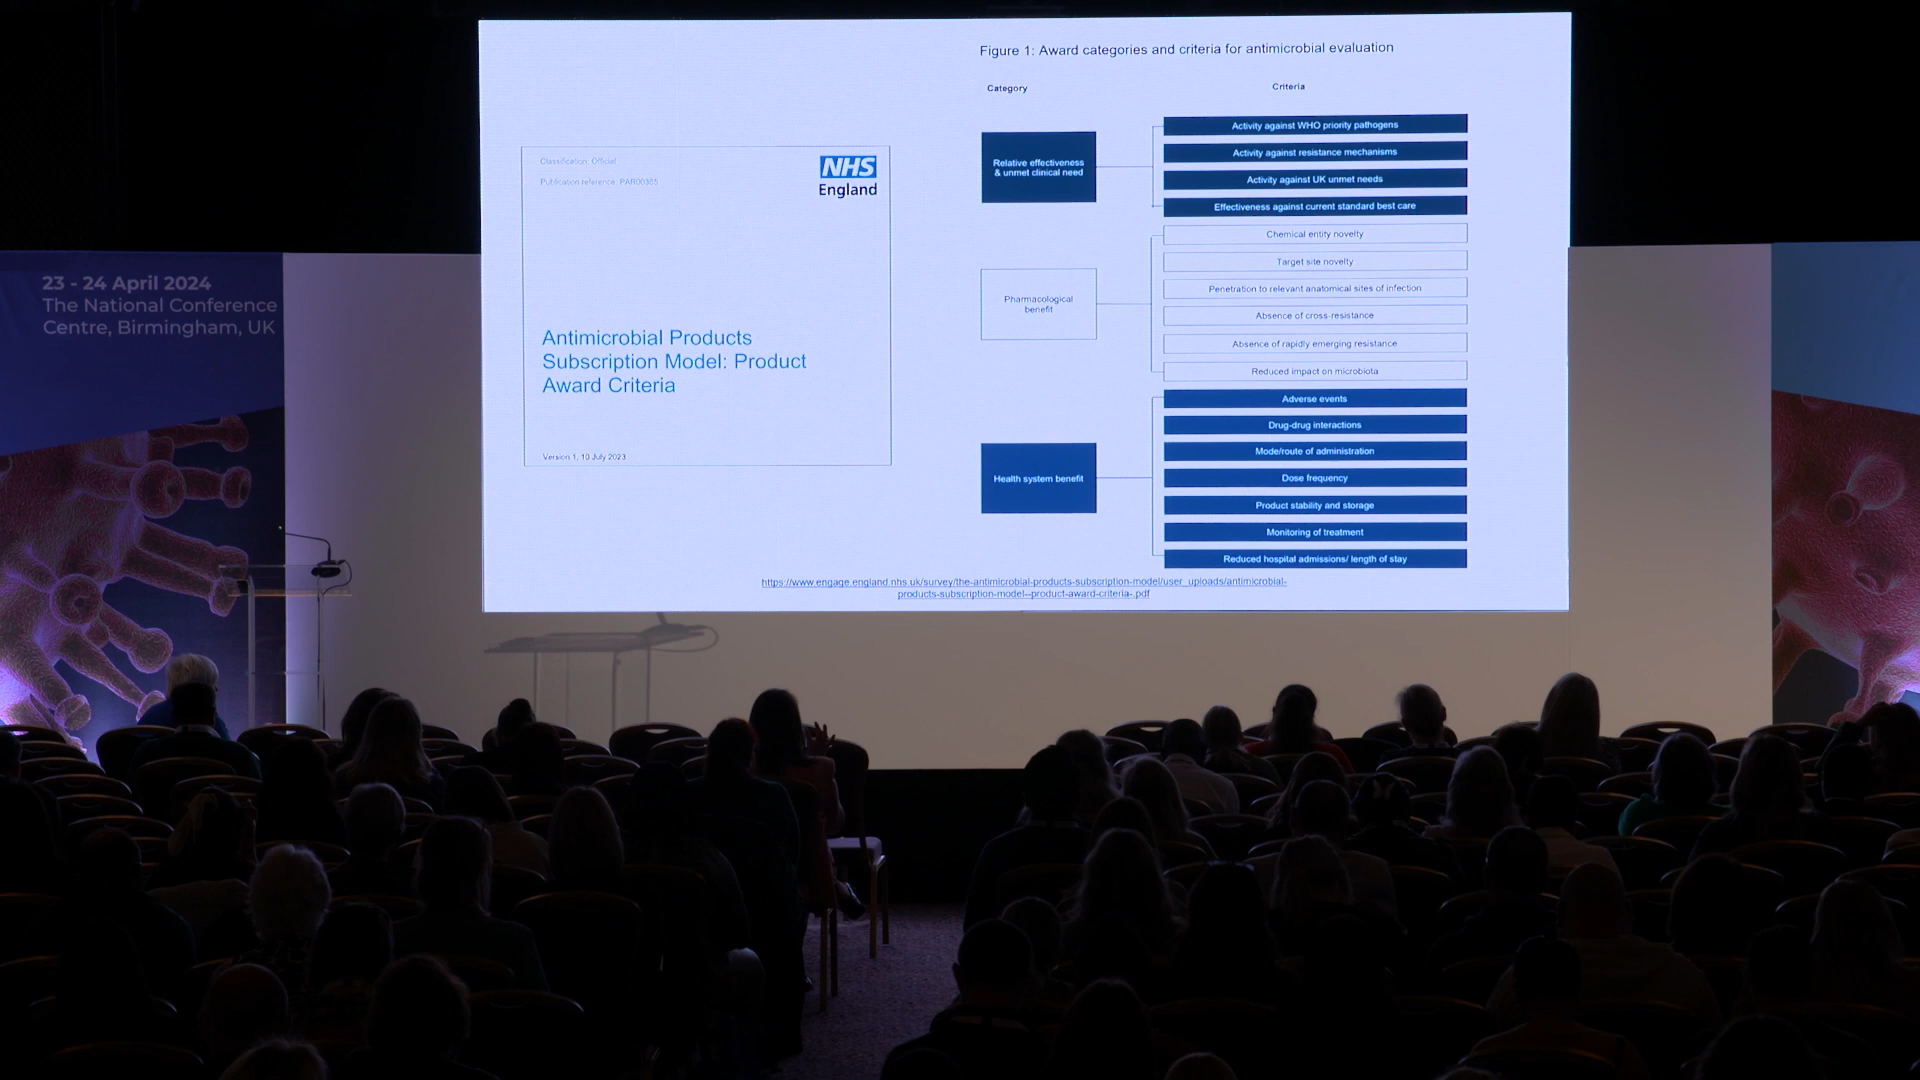 23 - 24 April 2024
The National Conference
Centre, Birmingham, UK
Classification: Official
Publication reference: PAR00365
NHS
England
Antimicrobial Products
Subscription Model: Product
Award Criteria
Version 1, 10 July 2023
Figure 1: Award categories and criteria for antimicrobial evaluation
Category
Criteria
Relative effectiveness
& unmet clinical need
Activity against WHO priority pathogens
Activity against resistance mechanisms
Activity against UK unmet needs
Effectiveness against current standard best care
Pharmacological
benefit
Chemical entity novelty
Target site novelty
Penetration to relevant anatomical sites of infection
Absence of cross-resistance
Absence of rapidly emerging resistance
Reduced impact on microbiota
Health system benefit
Adverse events
Drug-drug interactions
Mode/route of administration
Dose frequency
Product stability and storage
Monitoring of treatment
Reduced hospital admissions/ length of stay
https://www.engage.england.nhs.uk/survey/the-antimicrobial-products-subscription-model/user_uploads/antimicrobial-
products-subscription-model--product-award-criteria-.pdf